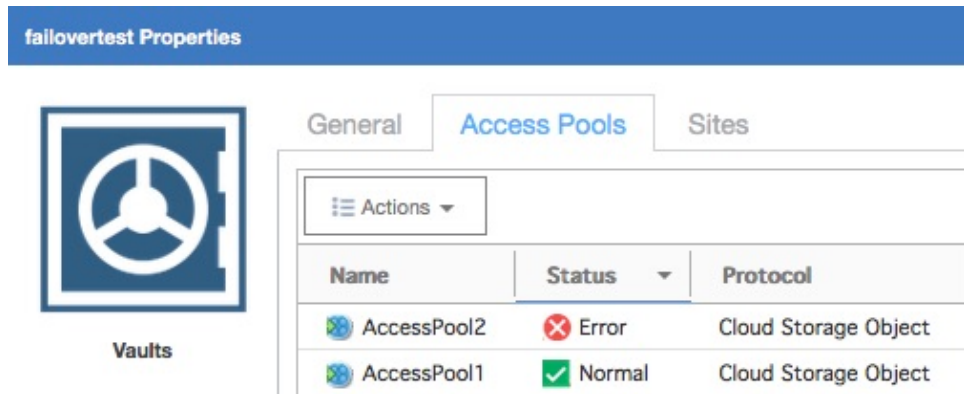 failovertest Properties
General Access Pools Sites
Actions
Name Status Protocol
AccessPool2 Error Cloud Storage Object
AccessPool1 Normal Cloud Storage Object
Vaults